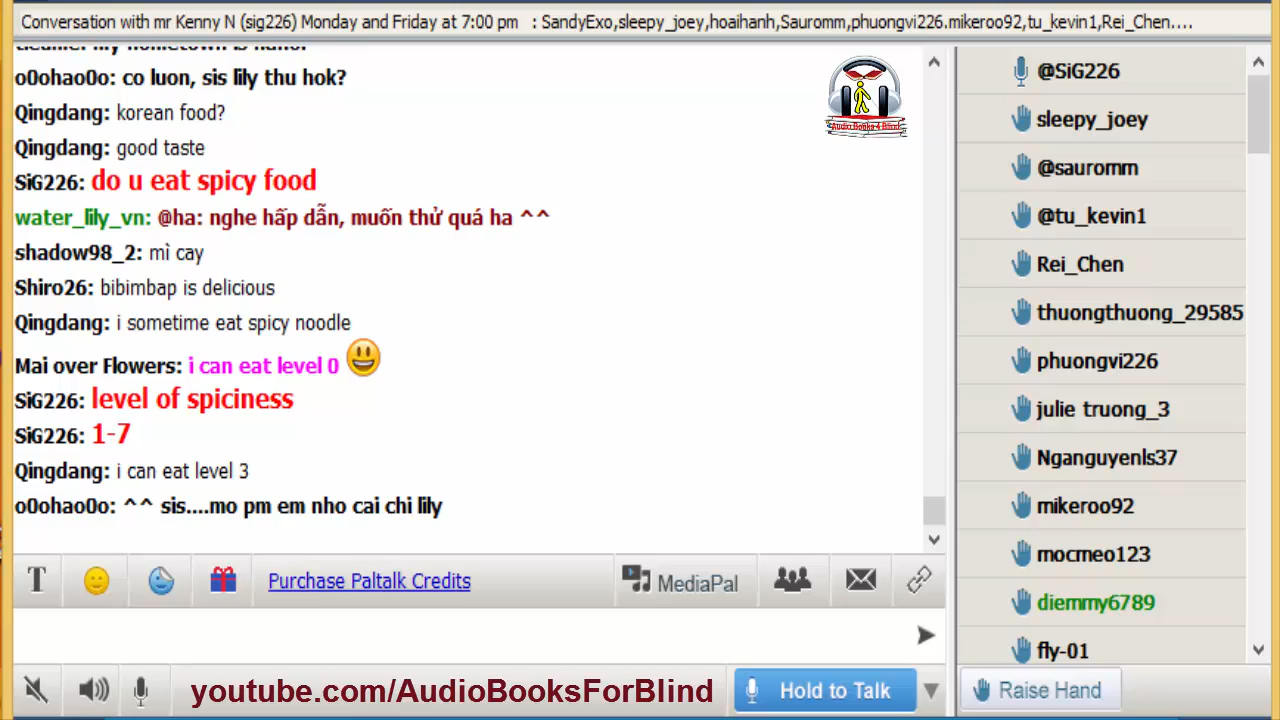 Conversation with mr Kenny N (sig226) Monday and Friday at 7:00 pm : SandyExo,sleepy_joey,hoaihanh,Sauromm,phuongvi226.mikeroo92,tu_kevin1,Rei_Chen....
o0ohao0o: co luon, sis lily thu hok?
Qingdang: korean food?
Qingdang: good taste
SiG226: do u eat spicy food
water_lily_vn: @ha: nghe hấp dẫn, muốn thử quá ha ^^
shadow98_2: mì cay
Shiro26: bibimbap is delicious
Qingdang: i sometime eat spicy noodle
Mai over Flowers: i can eat level 0
SiG226: level of spiciness
SiG226: 1-7
Qingdang: i can eat level 3
o0ohao0o: ^^ sis....mo pm em nho cai chi lily
Audio Books 4 Blind
@SiG226
sleepy_joey
@sauromm
@tu_kevin1
Rei_Chen
thuongthuong_29585
phuongvi226
julie truong_3
Nganguyenls37
mikeroo92
mocmeo123
diemmy6789
fly-01
T
Purchase Paltalk Credits
MediaPal
youtube.com/AudioBooksForBlind
Hold to Talk
Raise Hand